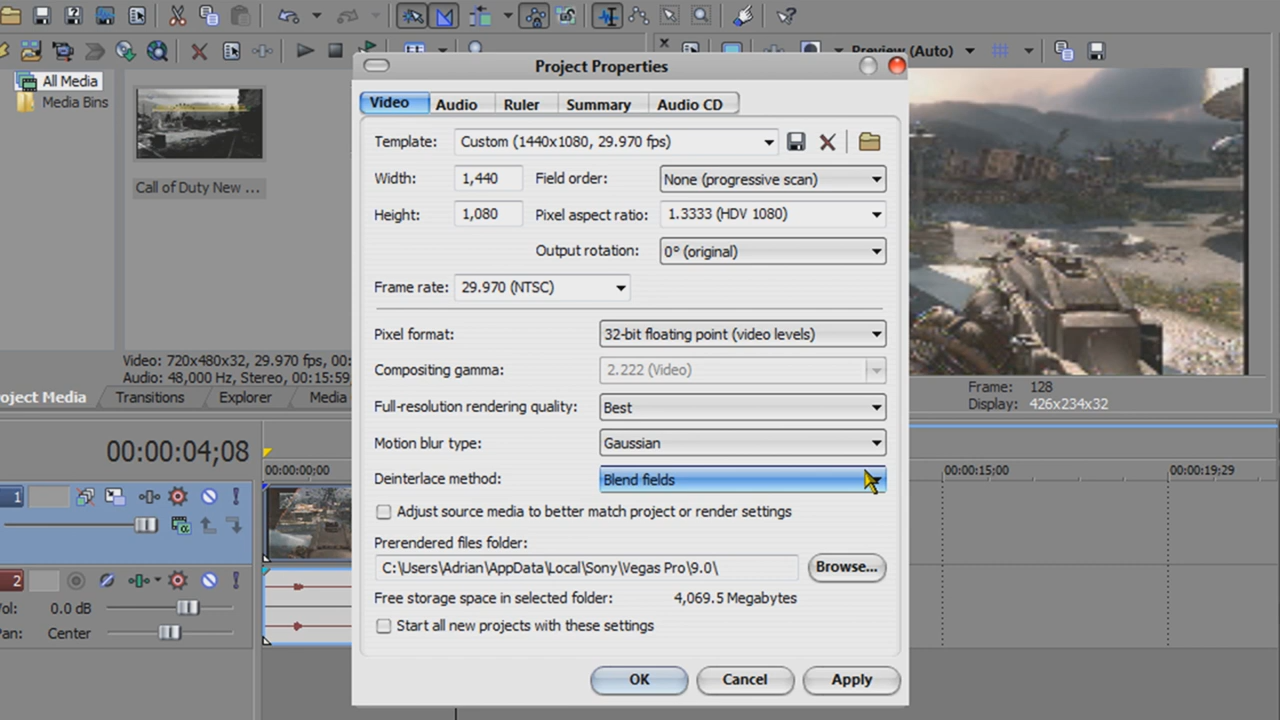 Preview (Auto)
All Media
Media Bins
Call of Duty New ...
Video: 720x480x32, 29.970 fps, 00:
Audio: 48,000 Hz, Stereo, 00:15:59
oject Media
Transitions
Explorer
Media
00:00:04;08
00:00:00;00
1
2
ol: 0.0 dB
an: Center
Project Properties
Video Audio Ruler Summary Audio CD
Template: Custom (1440x1080, 29.970 fps)
Width: 1,440 Field order: None (progressive scan)
Height: 1,080 Pixel aspect ratio: 1.3333 (HDV 1080)
Output rotation: 0° (original)
Frame rate: 29.970 (NTSC)
Pixel format: 32-bit floating point (video levels)
Compositing gamma: 2.222 (Video)
Full-resolution rendering quality: Best
Motion blur type: Gaussian
Deinterlace method: Blend fields
Adjust source media to better match project or render settings
Prerendered files folder:
C:\Users\Adrian\AppData\Local\Sony\Vegas Pro\9.0\ Browse...
Free storage space in selected folder: 4,069.5 Megabytes
Start all new projects with these settings
OK Cancel Apply
Frame: 128
Display: 426x234x32
00:00:15;00
00:00:19;29